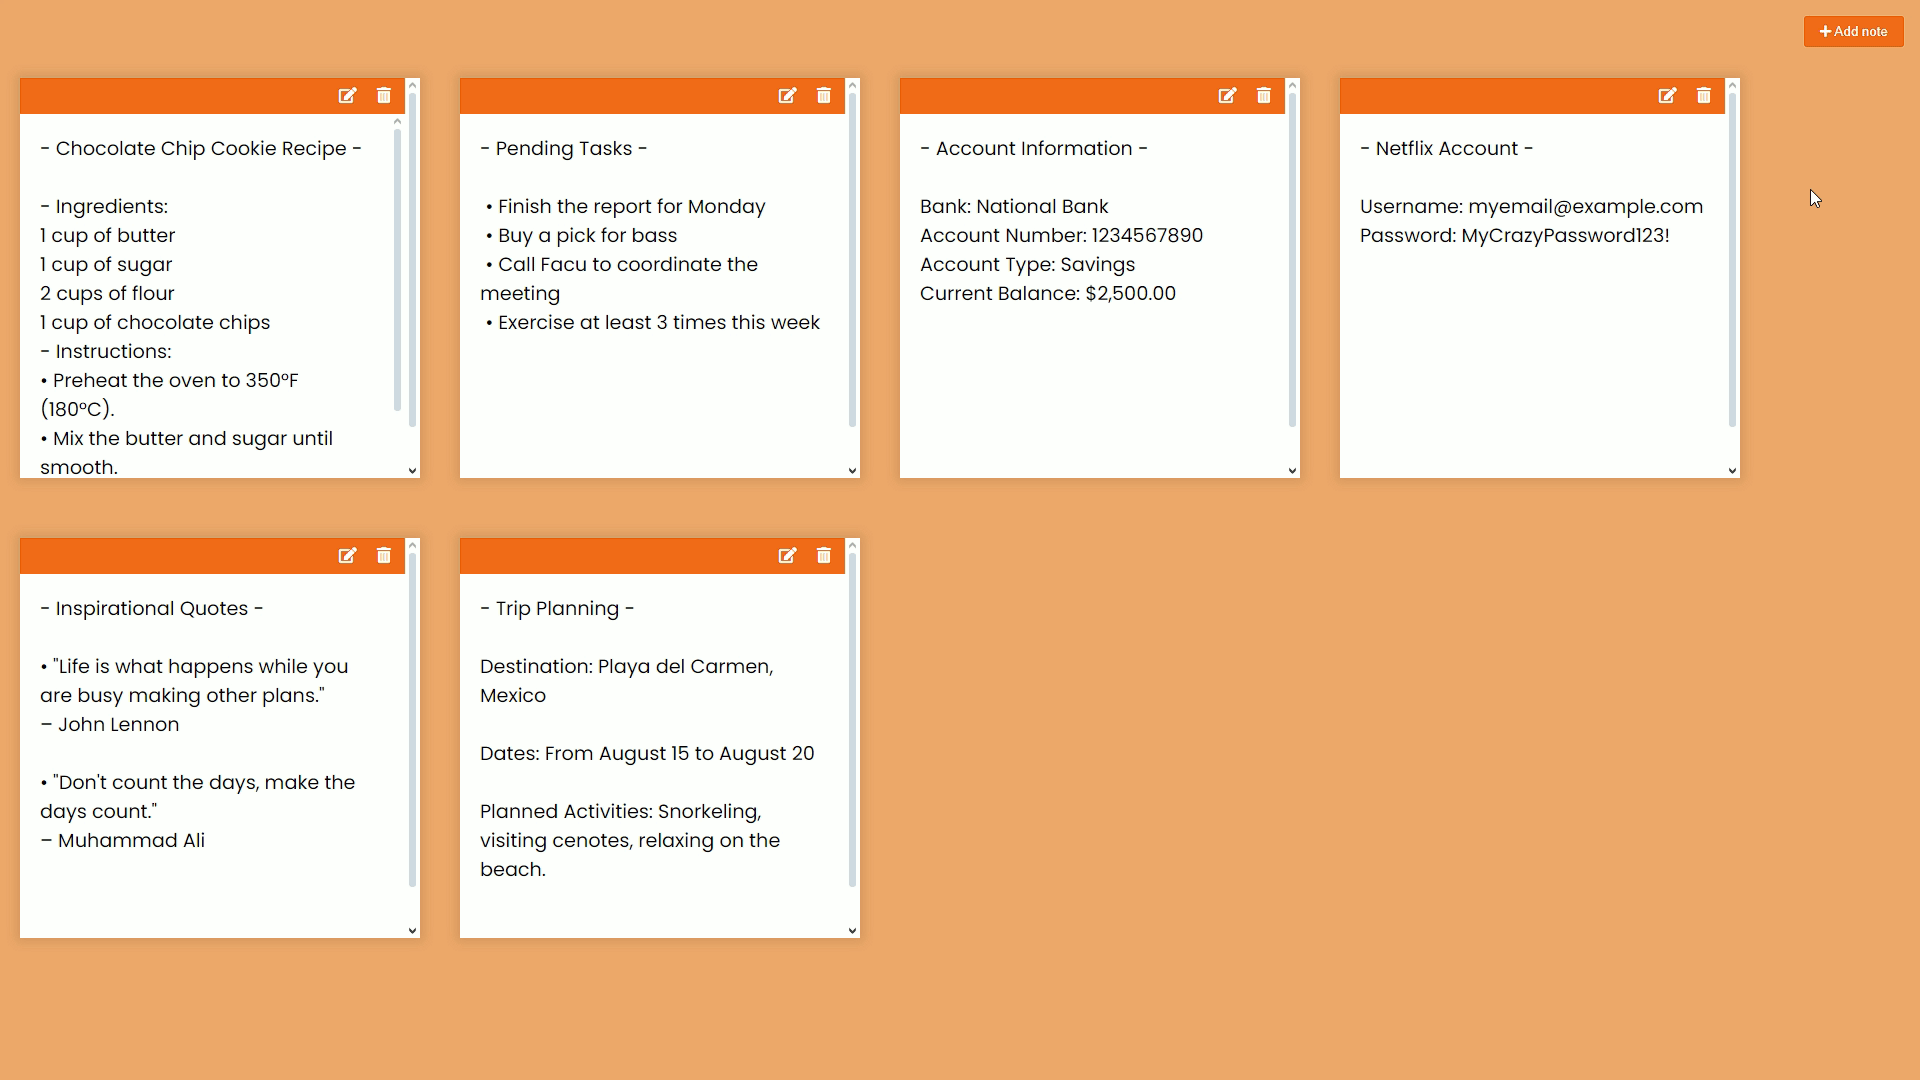 Add note
- Chocolate Chip Cookie Recipe -
- Ingredients:
1 cup of butter
1 cup of sugar
2 cups of flour
1 cup of chocolate chips
- Instructions:
• Preheat the oven to 350°F
(180°C).
• Mix the butter and sugar until
smooth.
- Pending Tasks -
• Finish the report for Monday
• Buy a pick for bass
• Call Facu to coordinate the
meeting
• Exercise at least 3 times this week
- Account Information -
Bank: National Bank
Account Number: 1234567890
Account Type: Savings
Current Balance: $2,500.00
- Netflix Account -
Username: myemail@example.com
Password: MyCrazyPassword123!
- Inspirational Quotes -
• "Life is what happens while you
are busy making other plans."
– John Lennon
• "Don't count the days, make the
days count."
– Muhammad Ali
- Trip Planning -
Destination: Playa del Carmen,
Mexico
Dates: From August 15 to August 20
Planned Activities: Snorkeling,
visiting cenotes, relaxing on the
beach.